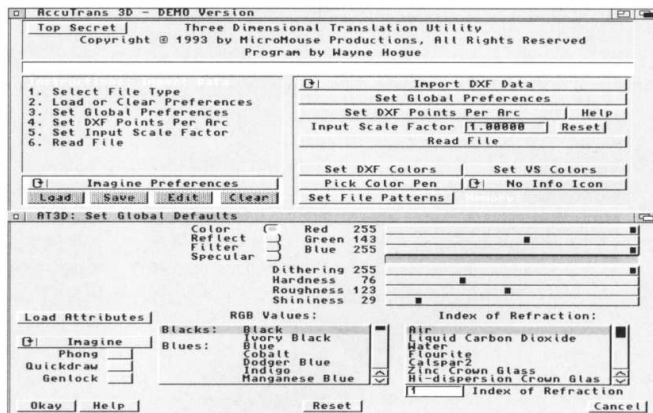 AccuTrans 3D - DEMO Version
Top Secret
Three Dimensional Translation Utility
Copyright © 1993 by MicroMouse Productions, All Rights Reserved
Program by Wayne Hogue
1. Select File Type
2. Load or Clear Preferences
3. Set Global Preferences
4. Set DXF Points Per Arc
5. Set Input Scale Factor
6. Read File
Imagine Preferences
Load Save Edit Clear
Import DXF Data
Set Global Preferences
Set DXF Points Per Arc Help
Input Scale Factor 1.00000 Reset
Read File
Set DXF Colors Set VS Colors
Pick Color Pen No Info Icon
Set File Patterns
AT3D: Set Global Defaults
Color Red 255
Reflect Green 143
Filter Blue 255
Specular
Dithering 255
Hardness 76
Roughness 123
Shininess 29
Load Attributes
Imagine
Phong
Quickdraw
Genlock
RGB Values:
Blacks: Black
Ivory Black
Blues: Blue
Cobalt
Dodger Blue
Indigo
Manganese Blue
Index of Refraction:
Air
Liquid Carbon Dioxide
Water
Flourite
Calspar2
Zinc Crown Glass
Hi-dispersion Crown Glas
1 Index of Refraction
Okay Help Reset Cancel